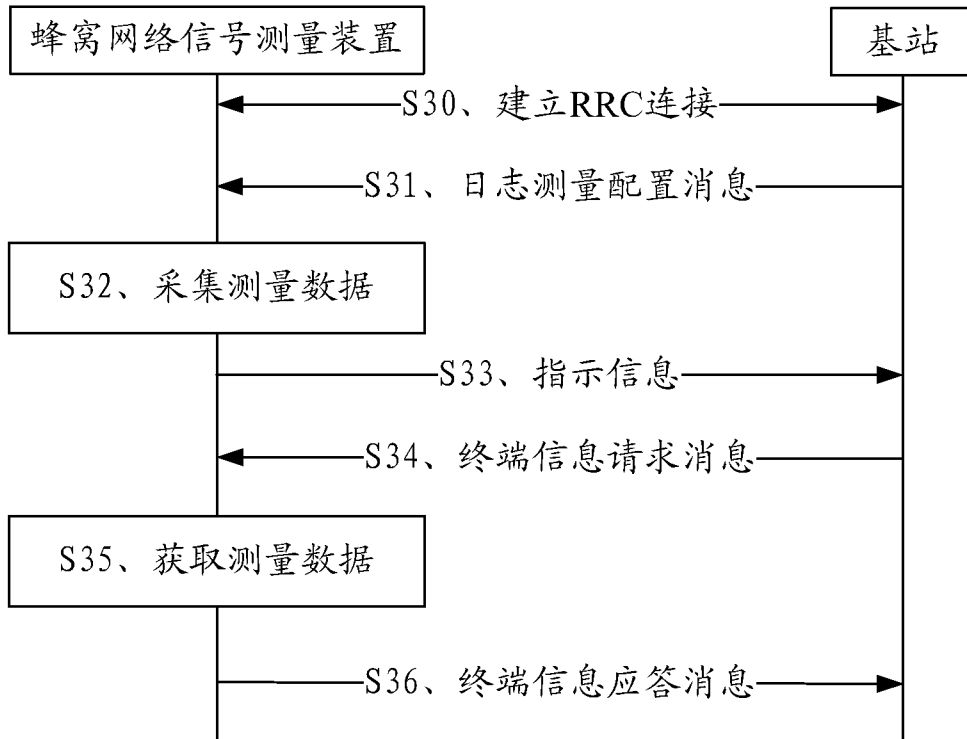 蜂窝网络信号测量装置
基站
S30、建立RRC连接
S31、日志测量配置消息
S32、采集测量数据
S33、指示信息
S34、终端信息请求消息
S35、获取测量数据
S36、终端信息应答消息